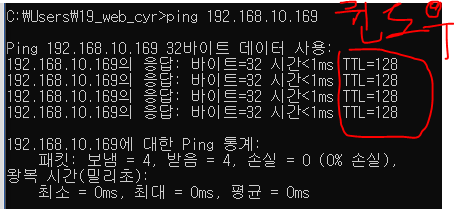 C:\Users\19_web_cyr>ping 192.168.10.169
윈도우
Ping 192.168.10.169 32바이트 데이터 사용:
192.168.10.169의 응답: 바이트=32 시간<1ms TTL=128
192.168.10.169의 응답: 바이트=32 시간<1ms TTL=128
192.168.10.169의 응답: 바이트=32 시간<1ms TTL=128
192.168.10.169의 응답: 바이트=32 시간<1ms TTL=128
192.168.10.169에 대한 Ping 통계:
패킷: 보냄 = 4, 받음 = 4, 손실 = 0 (0% 손실),
왕복 시간(밀리초):
최소 = 0ms, 최대 = 0ms, 평균 = 0ms